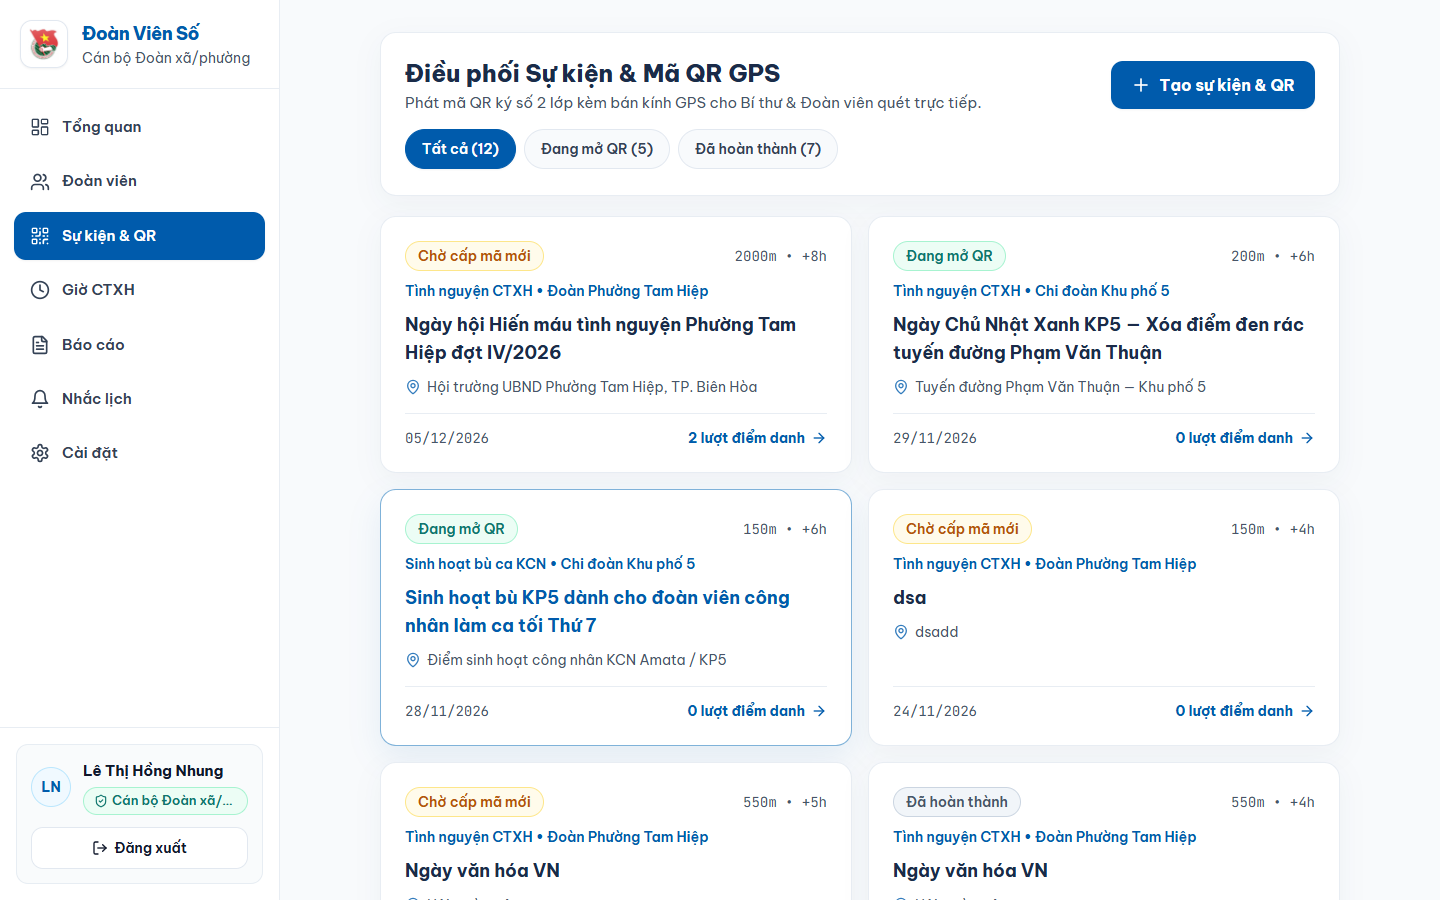 Đoàn Viên Số
Cán bộ Đoàn xã/phường
Tổng quan
Đoàn viên
Sự kiện & QR
Giờ CTXH
Báo cáo
Nhắc lịch
Cài đặt
LN
Lê Thị Hồng Nhung
Cán bộ Đoàn xã/...
Đăng xuất
Điều phối Sự kiện & Mã QR GPS
Phát mã QR ký số 2 lớp kèm bán kính GPS cho Bí thư & Đoàn viên quét trực tiếp.
Tạo sự kiện & QR
Tất cả (12)
Đang mở QR (5)
Đã hoàn thành (7)
Chờ cấp mã mới
2000m • +8h
Tình nguyện CTXH • Đoàn Phường Tam Hiệp
Ngày hội Hiến máu tình nguyện Phường Tam
Hiệp đợt IV/2026
Hội trường UBND Phường Tam Hiệp, TP. Biên Hòa
05/12/2026
2 lượt điểm danh
Đang mở QR
200m • +6h
Tình nguyện CTXH • Chi đoàn Khu phố 5
Ngày Chủ Nhật Xanh KP5 — Xóa điểm đen rác
tuyến đường Phạm Văn Thuận
Tuyến đường Phạm Văn Thuận — Khu phố 5
29/11/2026
0 lượt điểm danh
Đang mở QR
150m • +6h
Sinh hoạt bù ca KCN • Chi đoàn Khu phố 5
Sinh hoạt bù KP5 dành cho đoàn viên công
nhân làm ca tối Thứ 7
Điểm sinh hoạt công nhân KCN Amata / KP5
28/11/2026
0 lượt điểm danh
Chờ cấp mã mới
150m • +4h
Tình nguyện CTXH • Đoàn Phường Tam Hiệp
dsa
dsadd
24/11/2026
0 lượt điểm danh
Chờ cấp mã mới
550m • +5h
Tình nguyện CTXH • Đoàn Phường Tam Hiệp
Ngày văn hóa VN
Đã hoàn thành
550m • +4h
Tình nguyện CTXH • Đoàn Phường Tam Hiệp
Ngày văn hóa VN